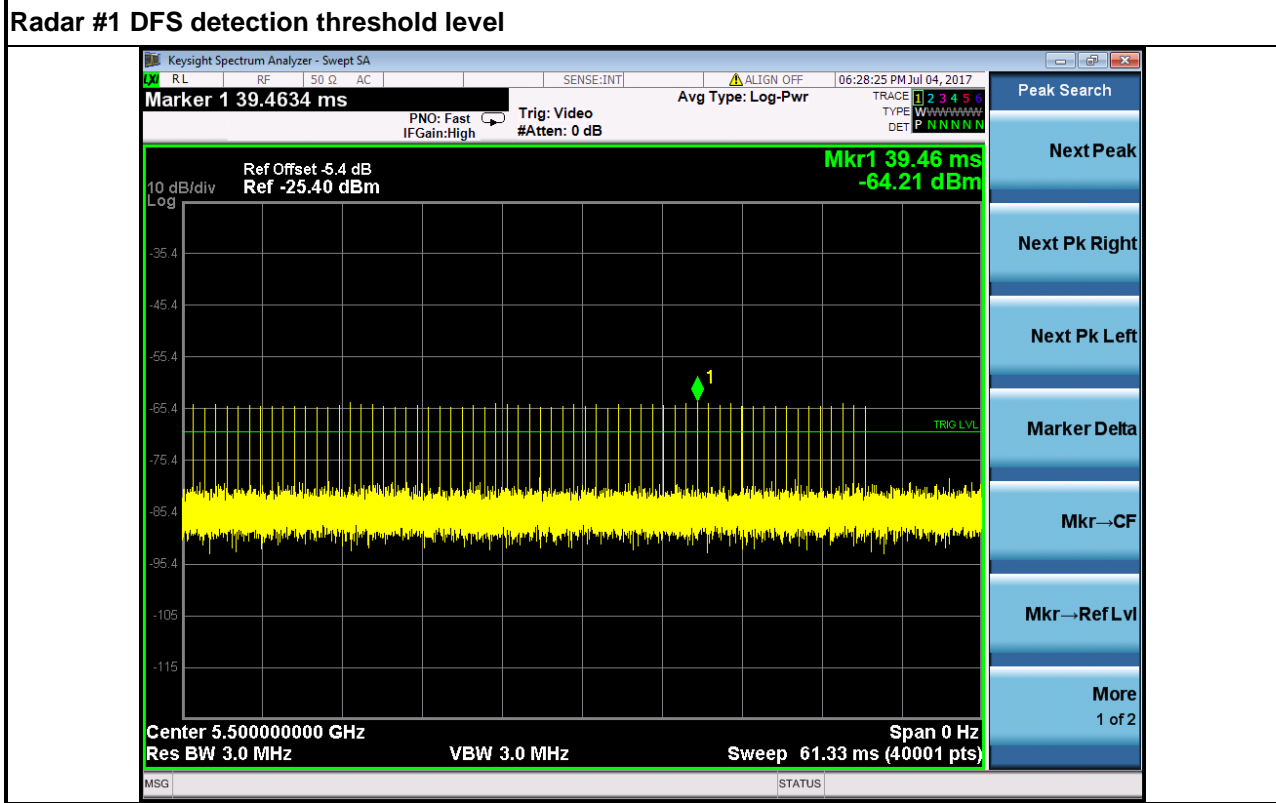 Radar #1 DFS detection threshold level
Keysight Spectrum Analyzer - Swept SA
LXI RL RF 50 Ω AC SENSE:INT ALIGN OFF 06:28:25 PM Jul 04, 2017
Marker 1 39.4634 ms
PNO: Fast
IFGain:High
Trig: Video
#Atten: 0 dB
Avg Type: Log-Pwr
TRACE 1 2 3 4 5 6
TYPE WWWWWW
DET P N N N N N
Peak Search
Mkr1 39.46 ms
-64.21 dBm
Ref Offset -5.4 dB
10 dB/div Ref -25.40 dBm
Log
-35.4
-45.4
-55.4
1
-65.4
TRIG LVL
-75.4
-85.4
-95.4
-105
-115
Center 5.500000000 GHz Span 0 Hz
Res BW 3.0 MHz VBW 3.0 MHz Sweep 61.33 ms (40001 pts)
MSG STATUS
Next Peak
Next Pk Right
Next Pk Left
Marker Delta
Mkr→CF
Mkr→Ref Lvl
More
1 of 2